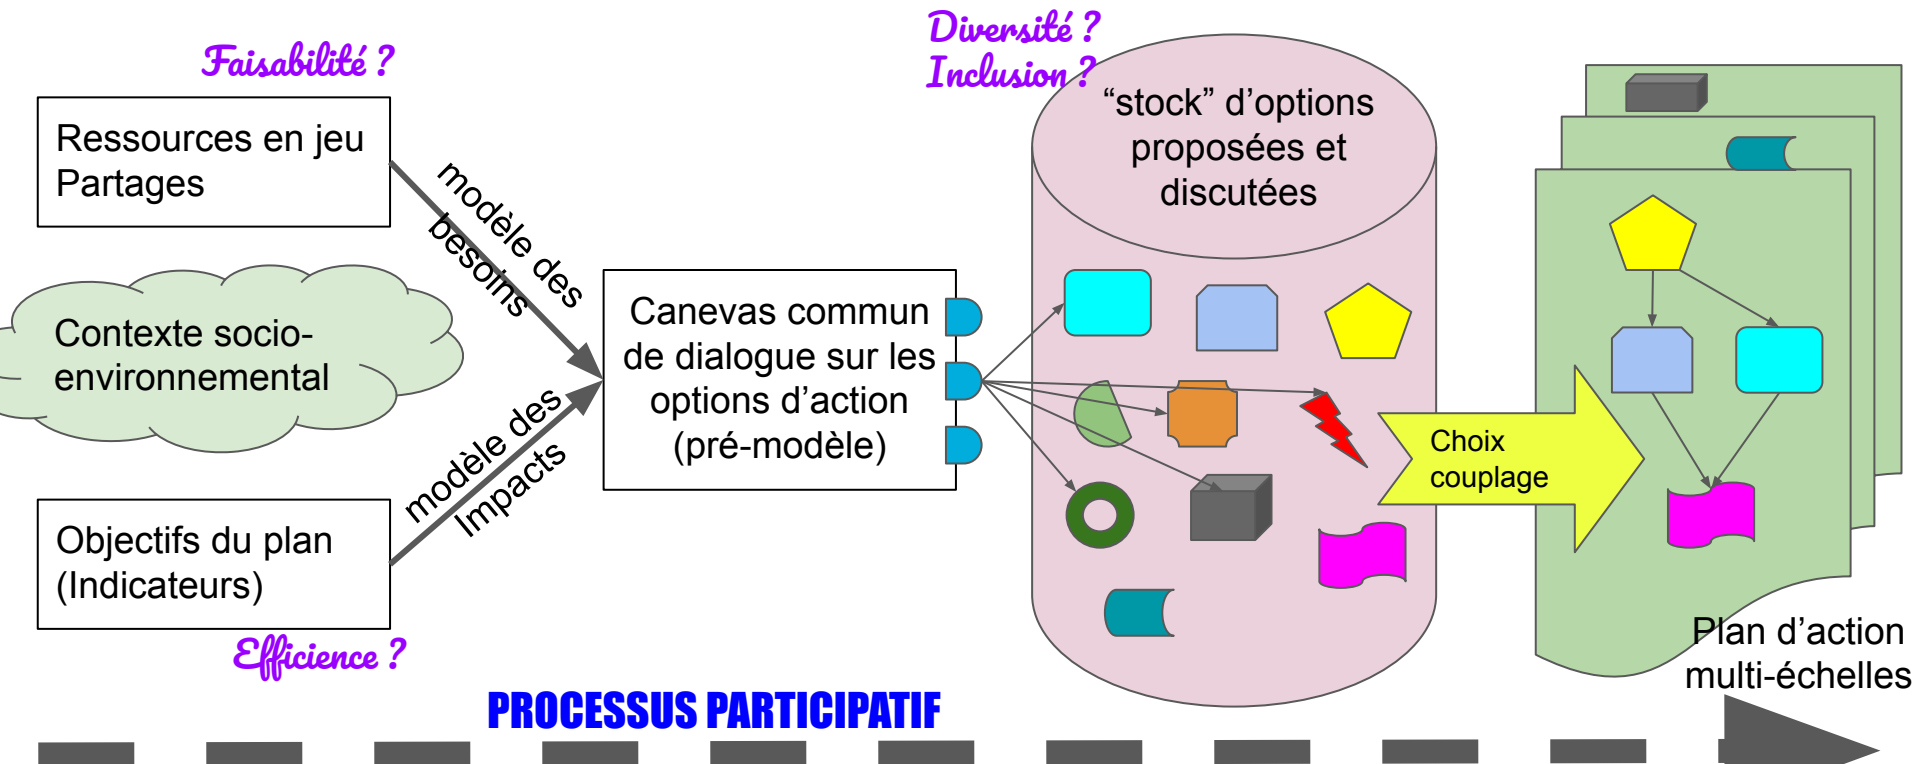 Faisabilité ?
Ressources en jeu
Partages
modèle des
besoins
Contexte socio-
environnemental
modèle des
Impacts
Objectifs du plan
(Indicateurs)
Efficience ?
Canevas commun
de dialogue sur les
options d’action
(pré-modèle)
Diversité ?
Inclusion ?
“stock” d’options
proposées et
discutées
Choix
couplage
Plan d’action
multi-échelles
PROCESSUS PARTICIPATIF